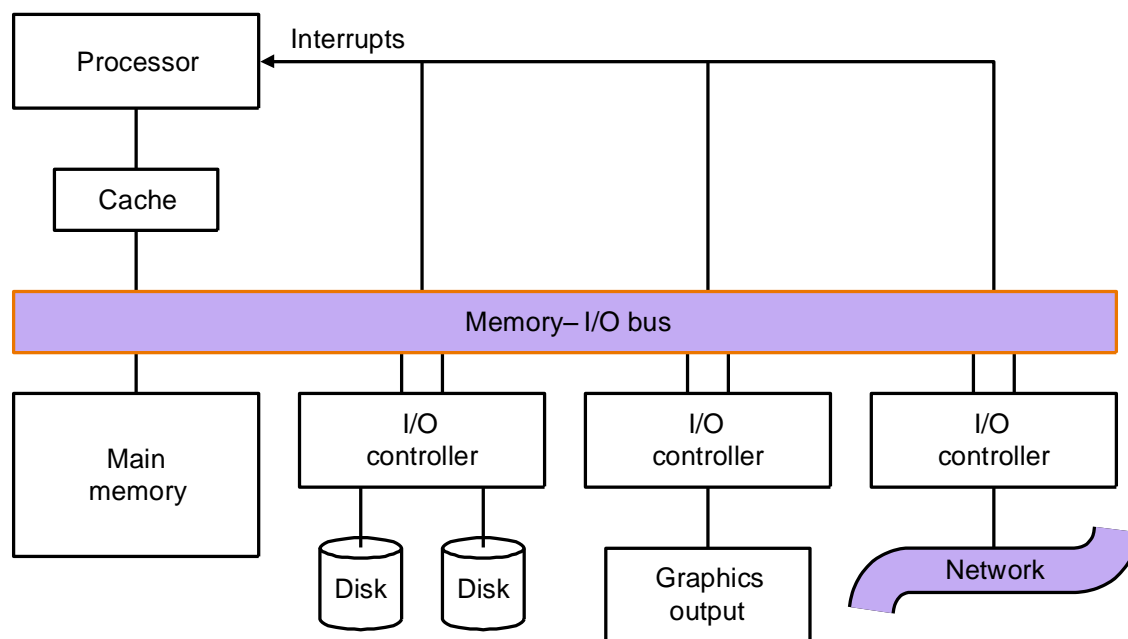 Interrupts
Processor
Cache
Memory– I/O bus
Main
memory
I/O
controller
I/O
controller
I/O
controller
Disk
Disk
Graphics
output
Network